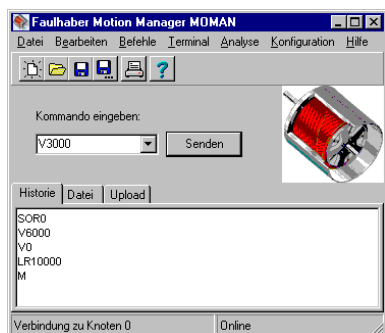 Faulhaber Motion Manager MOMAN
Datei Bearbeiten Befehle Terminal Analyse Konfiguration Hilfe
Kommando eingeben:
V3000 Senden
Historie Datei Upload
SOR0
V6000
V0
LR10000
M
Verbindung zu Knoten 0 Online